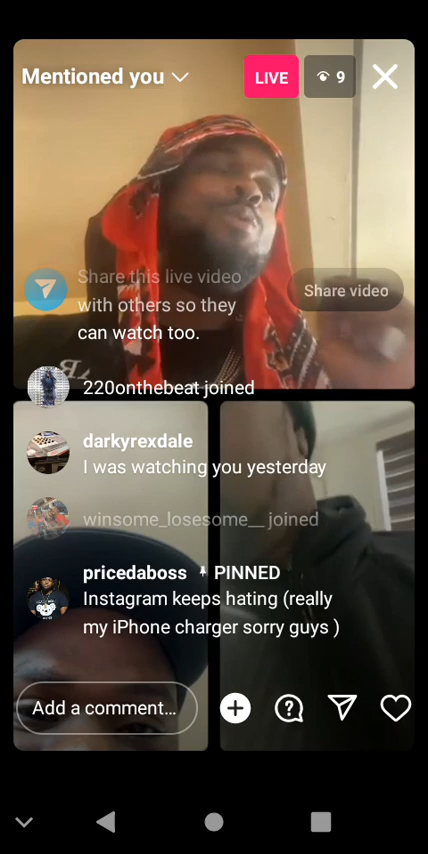 Mentioned you
LIVE
9
Share this live video
with others so they
can watch too.
Share video
220onthebeat joined
darkyrexdale
I was watching you yesterday
winsome_losesome__ joined
pricedaboss PINNED
Instagram keeps hating (really
my iPhone charger sorry guys )
Add a comment...